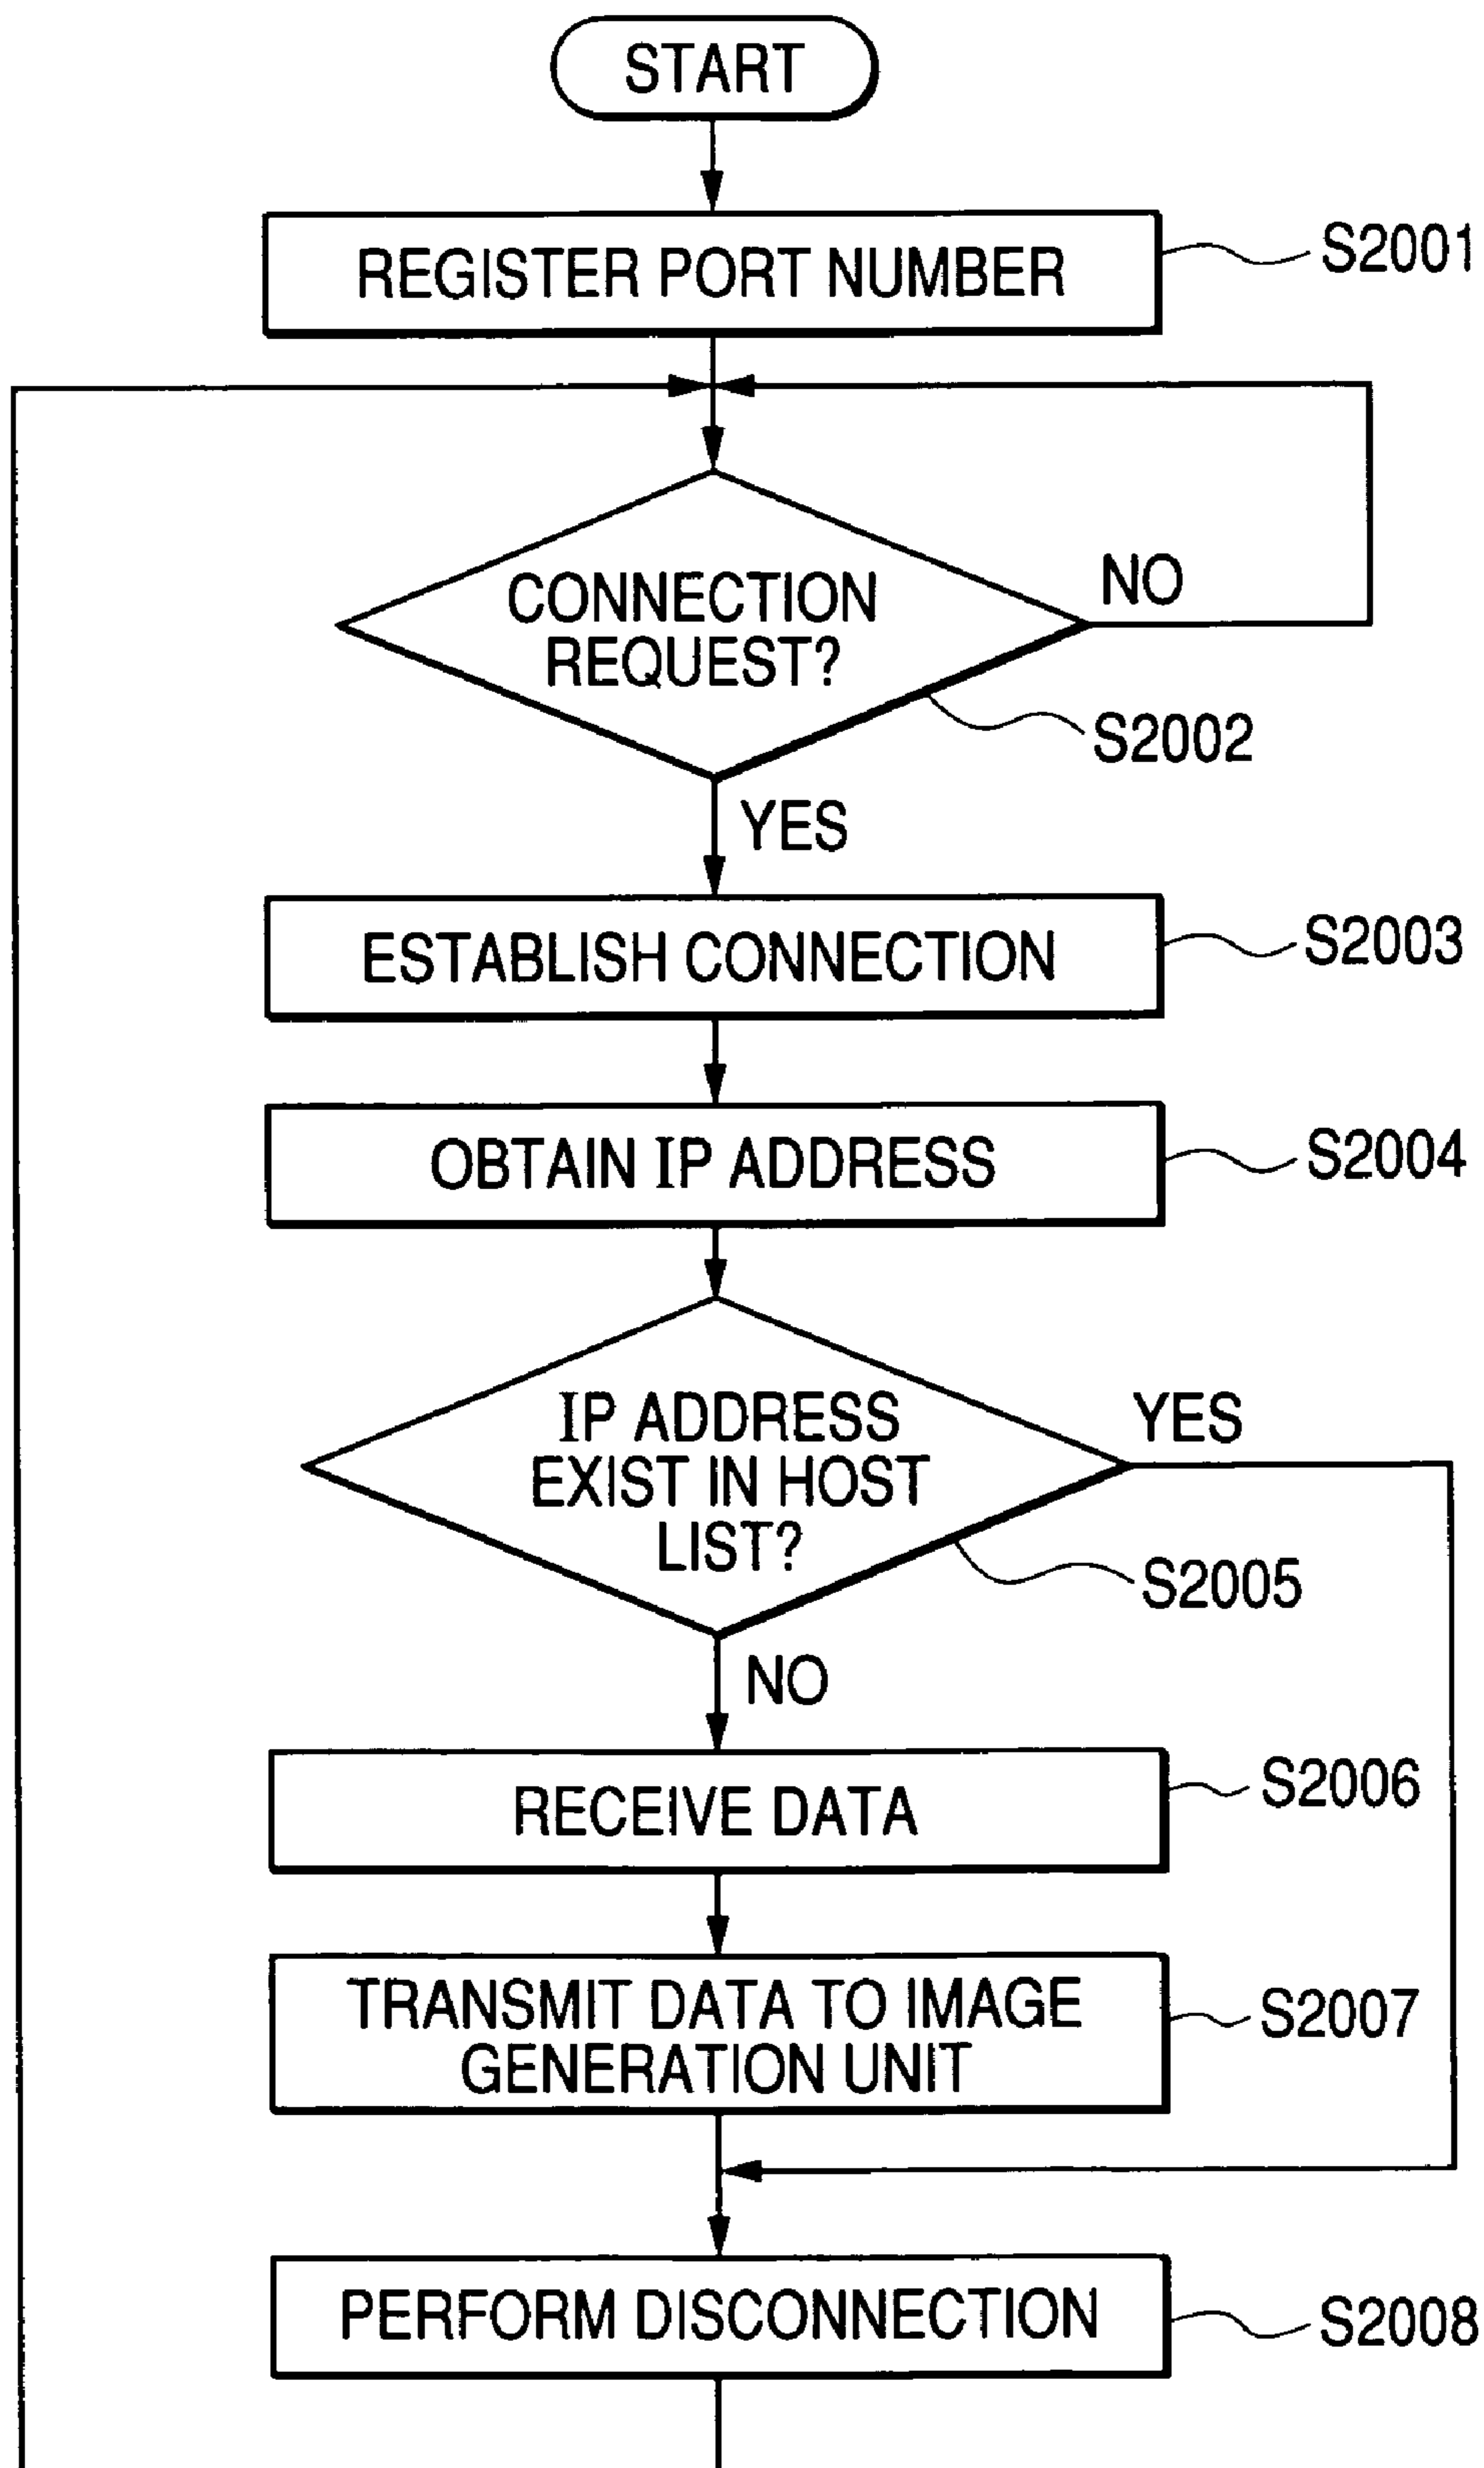 START
REGISTER PORT NUMBER
S2001
CONNECTION
REQUEST?
NO
S2002
YES
ESTABLISH CONNECTION
S2003
OBTAIN IP ADDRESS
S2004
IP ADDRESS
EXIST IN HOST
LIST?
YES
S2005
NO
RECEIVE DATA
S2006
TRANSMIT DATA TO IMAGE
GENERATION UNIT
S2007
PERFORM DISCONNECTION
S2008